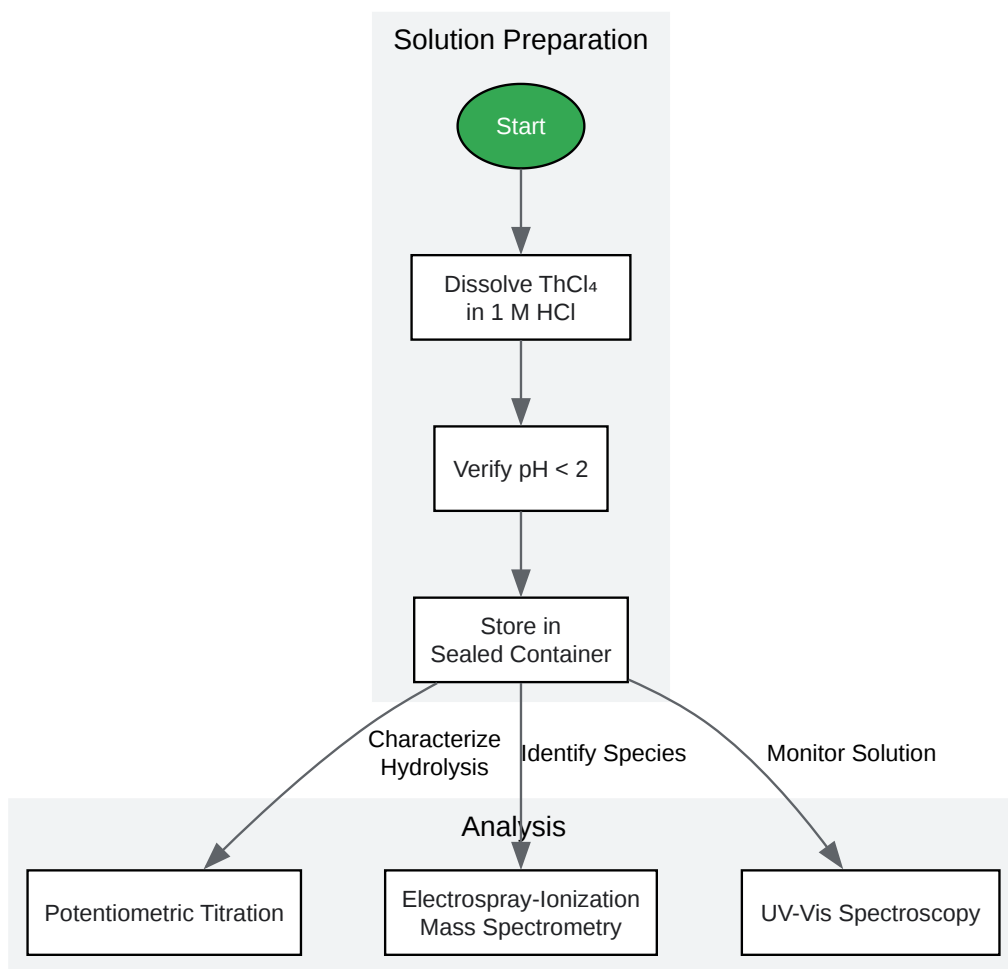 Solution Preparation
Start
Dissolve ThCl₄
in 1 M HCl
Verify pH < 2
Store in
Sealed Container
Characterize
Hydrolysis
Identify Species
Monitor Solution
Analysis
Potentiometric Titration
Electrospray-Ionization
Mass Spectrometry
UV-Vis Spectroscopy